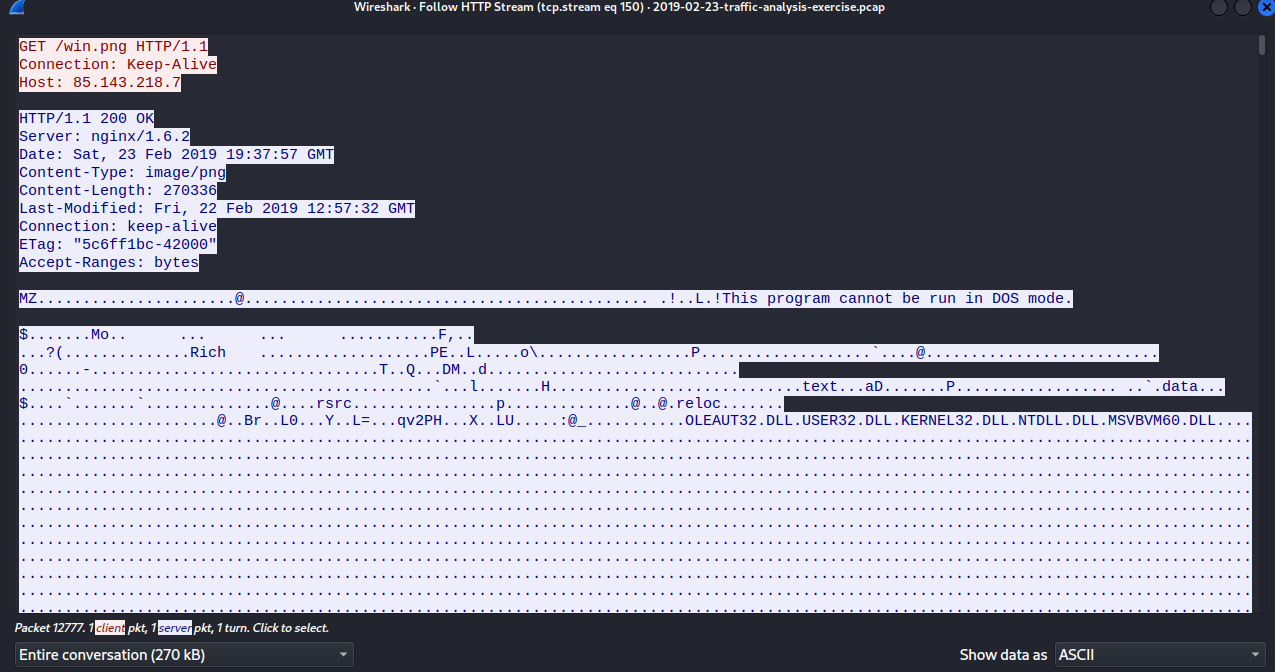 Wireshark · Follow HTTP Stream (tcp.stream eq 150) · 2019-02-23-traffic-analysis-exercise.pcap
GET /win.png HTTP/1.1
Connection: Keep-Alive
Host: 85.143.218.7
HTTP/1.1 200 OK
Server: nginx/1.6.2
Date: Sat, 23 Feb 2019 19:37:57 GMT
Content-Type: image/png
Content-Length: 270336
Last-Modified: Fri, 22 Feb 2019 12:57:32 GMT
Connection: keep-alive
ETag: "5c6ff1bc-42000"
Accept-Ranges: bytes
MZ......................@............................................. .!..L.!This program cannot be run in DOS mode.
$.......Mo..      ...      ...      ...........F,..
...?(..............Rich    ...................PE..L.....o\.................P...................`....@..........................
0......-................................T..Q...DM..d............................
..............................................`...l.......H............................text...aD.......P.................. ..`.data...
$....`.......`..............@....rsrc................p..............@..@.reloc.......
......................@..Br..L0...Y..L=...qv2PH...X..LU.....:@_...........OLEAUT32.DLL.USER32.DLL.KERNEL32.DLL.NTDLL.DLL.MSVBVM60.DLL....
Packet 12777. 1 client pkt, 1 server pkt, 1 turn. Click to select.
Entire conversation (270 kB)
Show data as ASCII